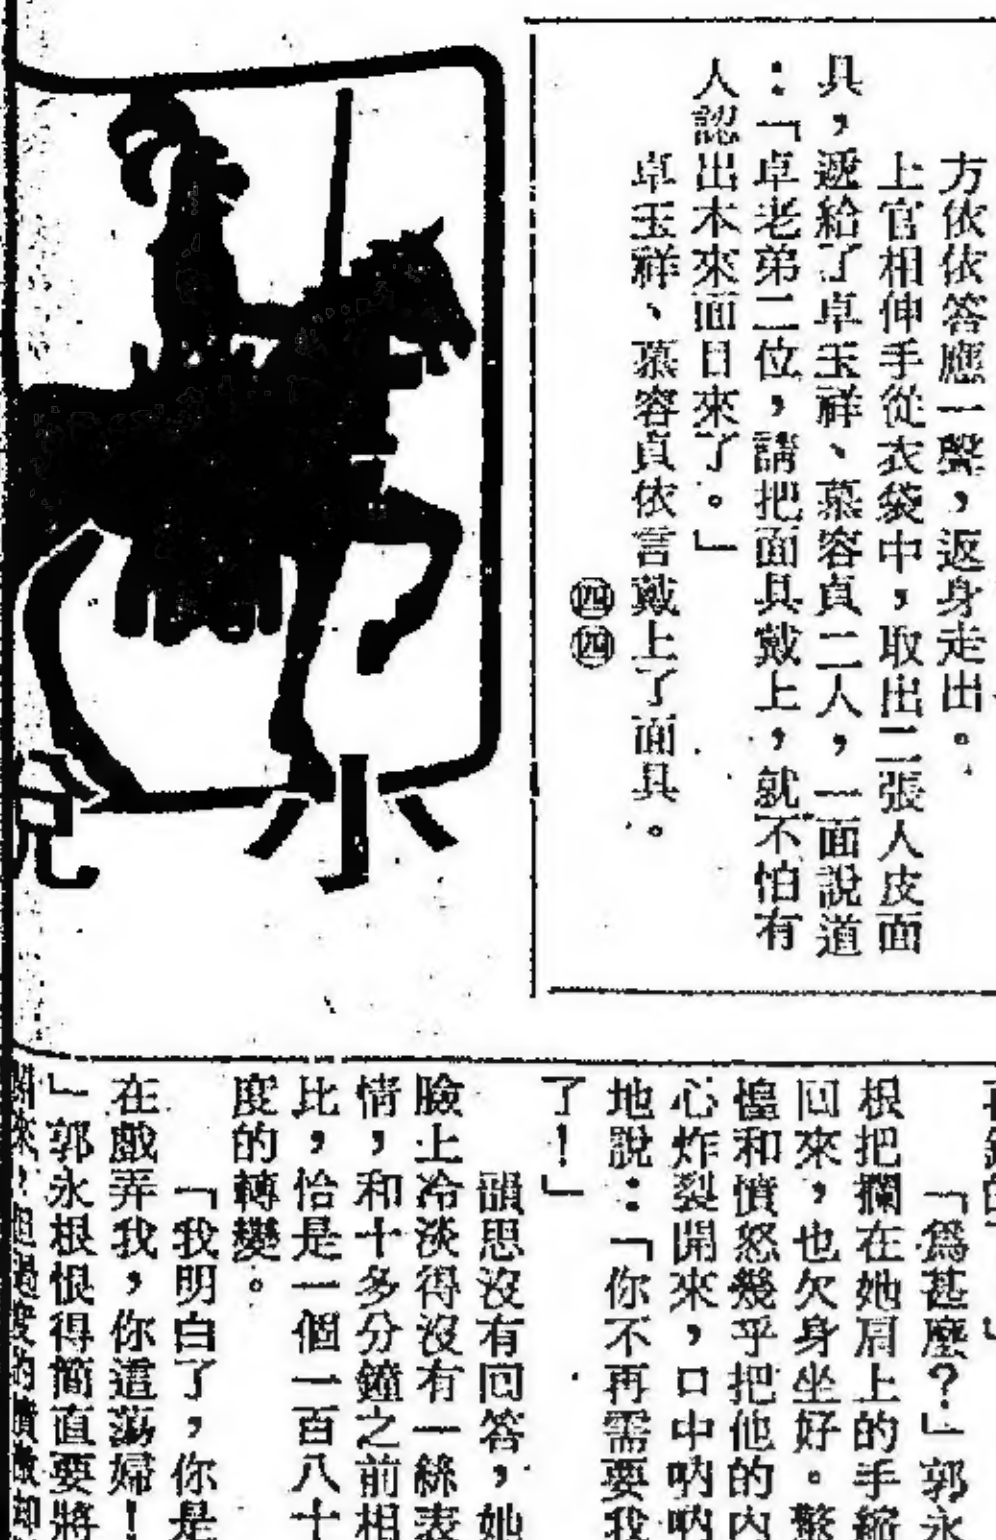 方依依答應一聲，返身走出。
上官相伸手從衣袋中，取出二張人皮面
具，遞給了卓玉祥、慕容貞二人，一面說道
：「卓老弟二位，請把面具戴上，就不怕有
人認出本來面目來了。」
卓玉祥、慕容貞依言戴上了面具。
㊃㊃
小
「爲甚麼？」郭永
根把攔在她肩上的手縮
回來，也欠身坐好。驚
惶和憤怒幾乎把他的內
心炸裂開來，口中吶吶
地說：「你不再需要我
了！」
韻思沒有回答，她
臉上冷淡得沒有一絲表
情，和十多分鐘之前相
比，恰是一個一百八十
度的轉變。
「我明白了，你是
在戲弄我，你這蕩婦！
」郭永根恨得簡直要將